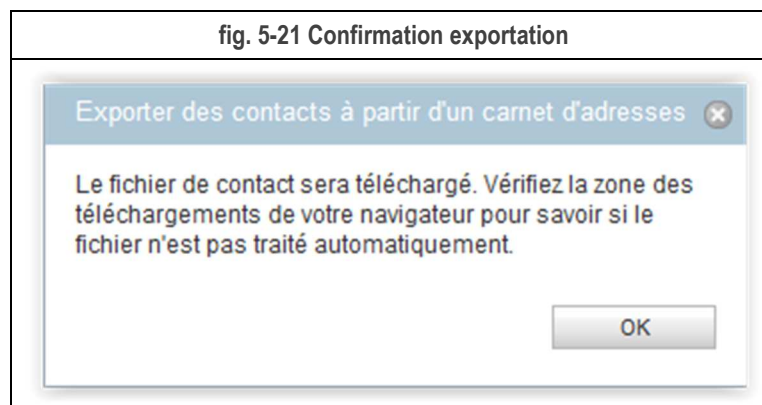 fig. 5-21 Confirmation exportation
Exporter des contacts à partir d'un carnet d'adresses
Le fichier de contact sera téléchargé. Vérifiez la zone des
téléchargements de votre navigateur pour savoir si le
fichier n'est pas traité automatiquement.
OK